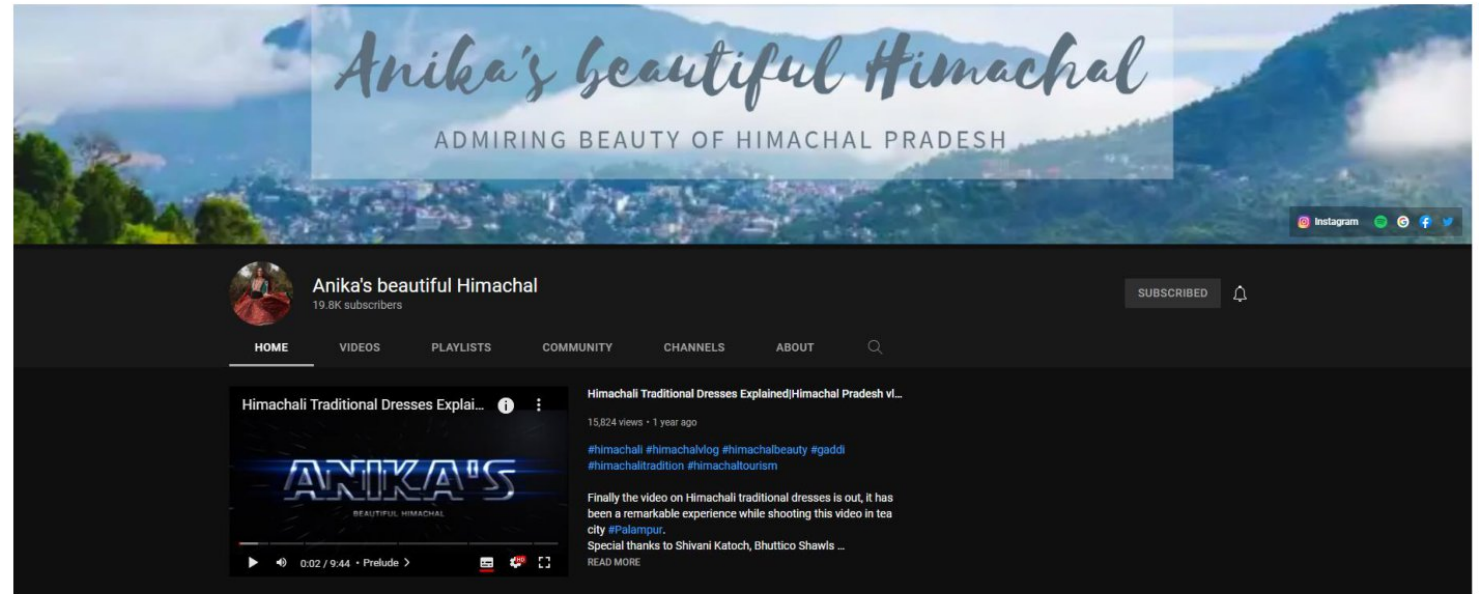 Anika's beautiful Himachal
ADMIRING BEAUTY OF HIMACHAL PRADESH
Instagram
Anika's beautiful Himachal
19.8K subscribers
SUBSCRIBED
HOME VIDEOS PLAYLISTS COMMUNITY CHANNELS ABOUT
Himachali Traditional Dresses Explai...
ANIKA'S
BEAUTIFUL HIMACHAL
0:02 / 9:44 • Prelude >
HD
Himachali Traditional Dresses Explained|Himachal Pradesh vl...
15,824 views • 1 year ago
#himachali #himachalvlog #himachalbeauty #gaddi
#himachalitradition #himachaltourism
Finally the video on Himachali traditional dresses is out, it has
been a remarkable experience while shooting this video in tea
city #Palampur.
Special thanks to Shivani Katoch, Bhuttico Shawls ...
READ MORE